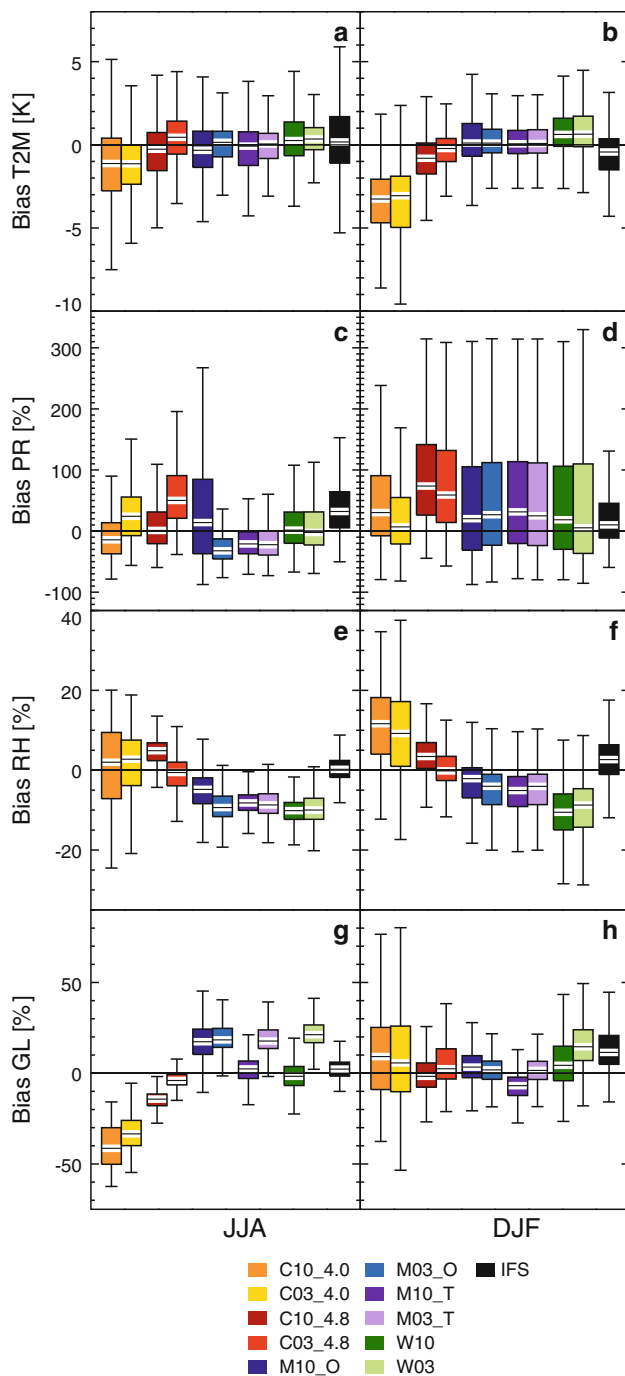 a
b
5
0
-5
-10
Bias T2M [K]
c
d
300
200
100
0
-100
Bias PR [%]
e
f
40
20
0
-20
Bias RH [%]
g
h
50
0
-50
Bias GL [%]
JJA
DJF
C10_4.0
C03_4.0
C10_4.8
C03_4.8
M10_O
M03_O
M10_T
M03_T
W10
W03
IFS